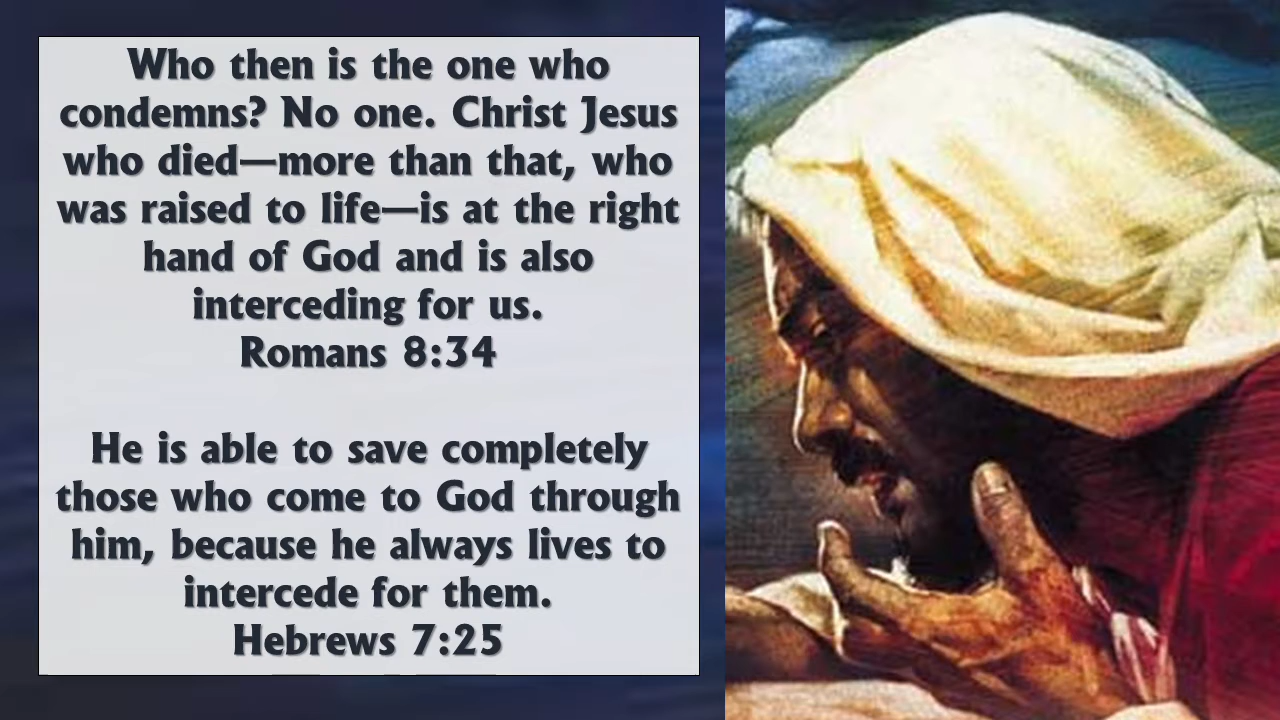 Who then is the one who
condemns? No one. Christ Jesus
who died—more than that, who
was raised to life—is at the right
hand of God and is also
interceding for us.
Romans 8:34
He is able to save completely
those who come to God through
him, because he always lives to
intercede for them.
Hebrews 7:25